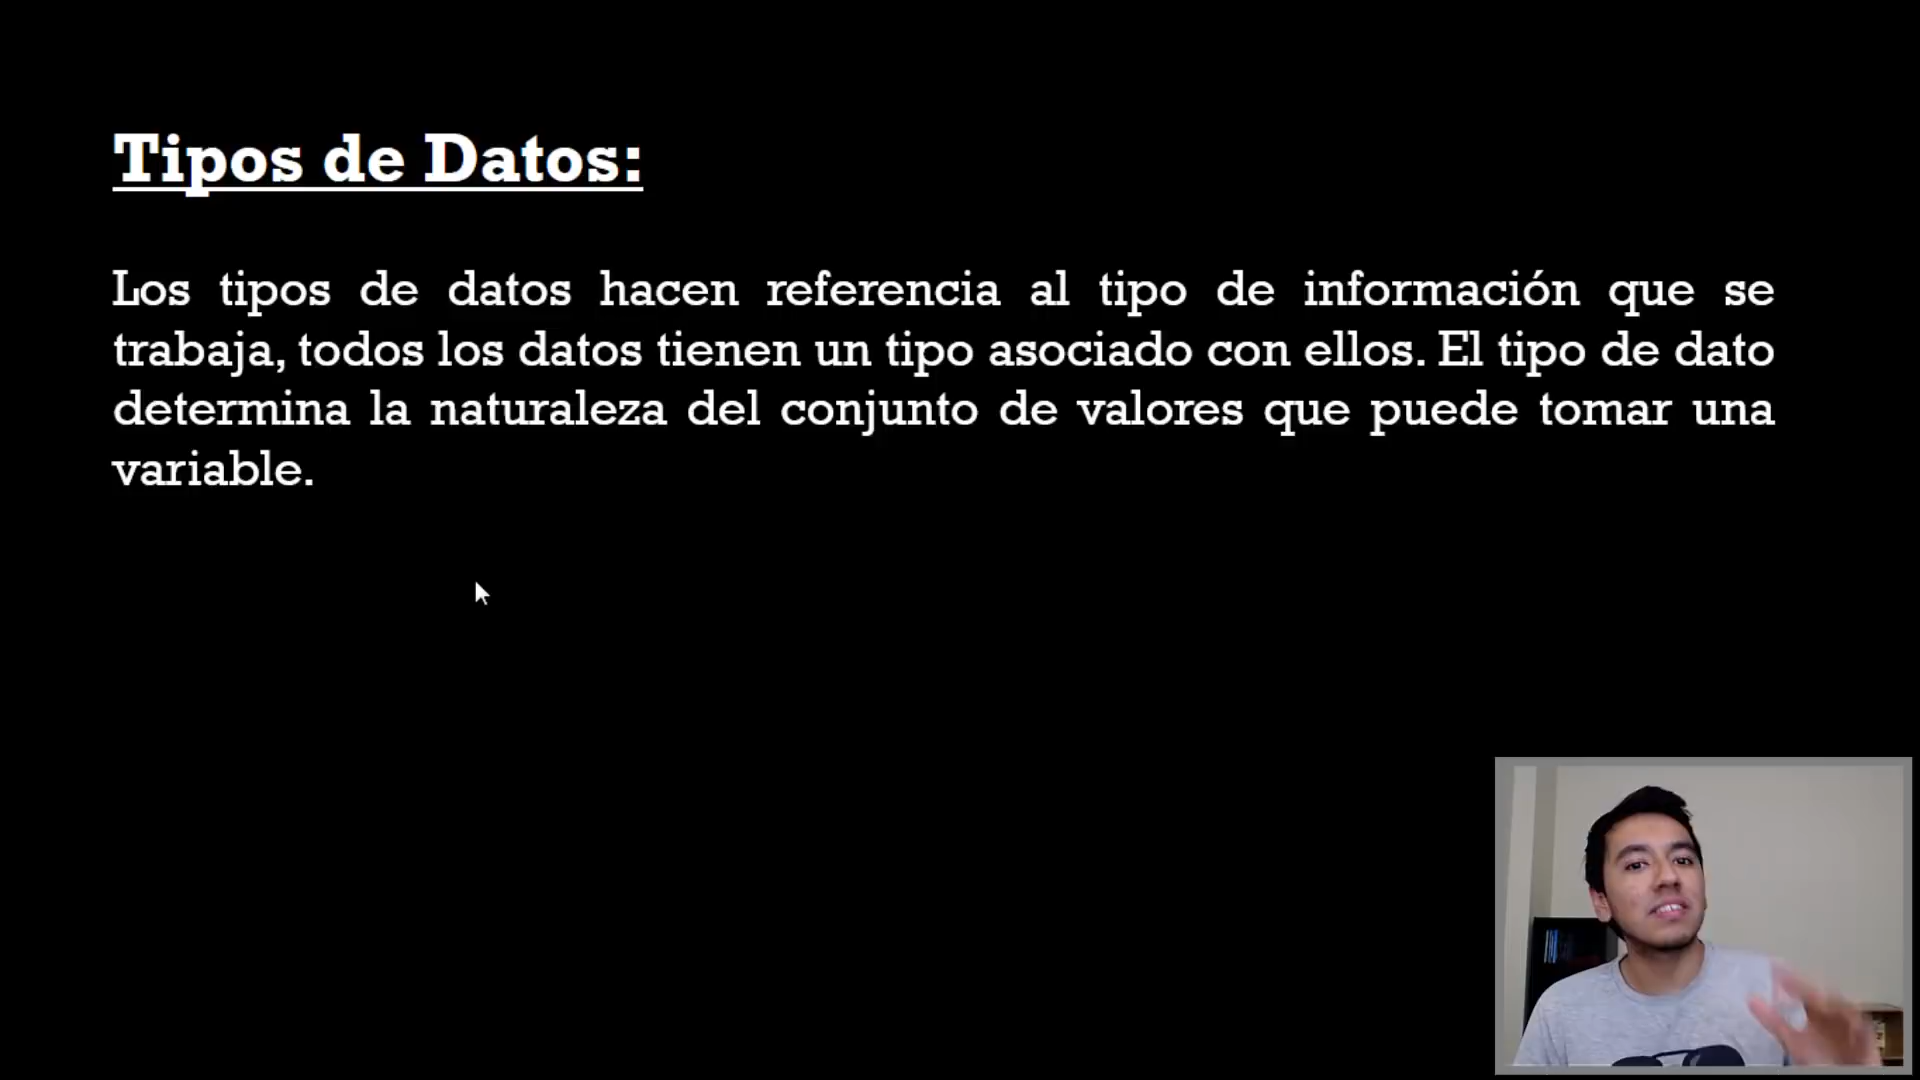 Tipos de Datos:
Los tipos de datos hacen referencia al tipo de información que se
trabaja, todos los datos tienen un tipo asociado con ellos. El tipo de dato
determina la naturaleza del conjunto de valores que puede tomar una
variable.